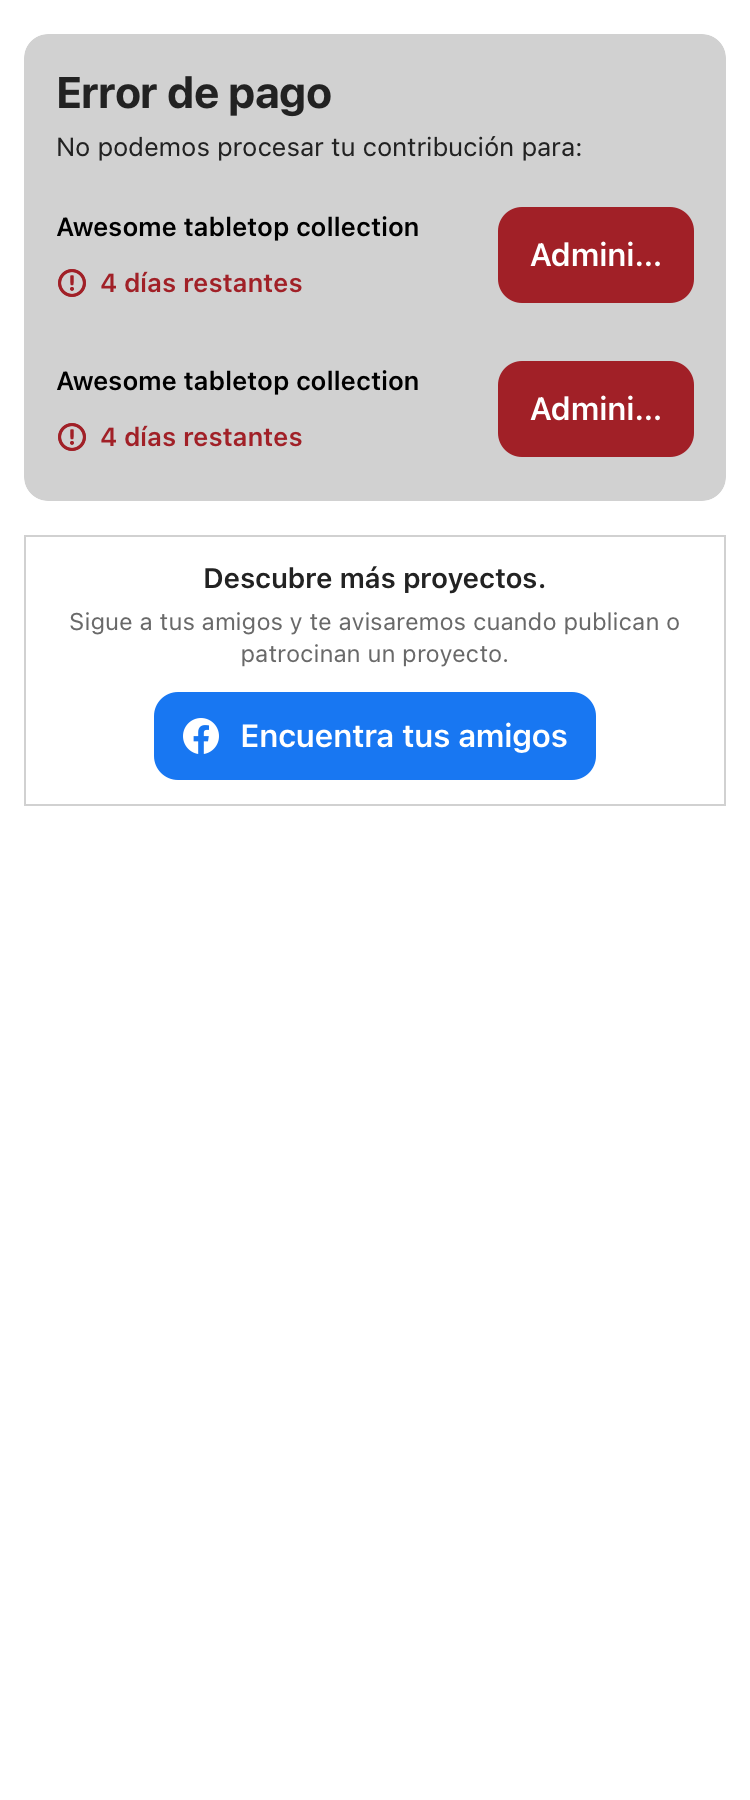 Error de pago
No podemos procesar tu contribución para:
Awesome tabletop collection
4 días restantes
Admini...
Awesome tabletop collection
4 días restantes
Admini...
Descubre más proyectos.
Sigue a tus amigos y te avisaremos cuando publican o
patrocinan un proyecto.
Encuentra tus amigos